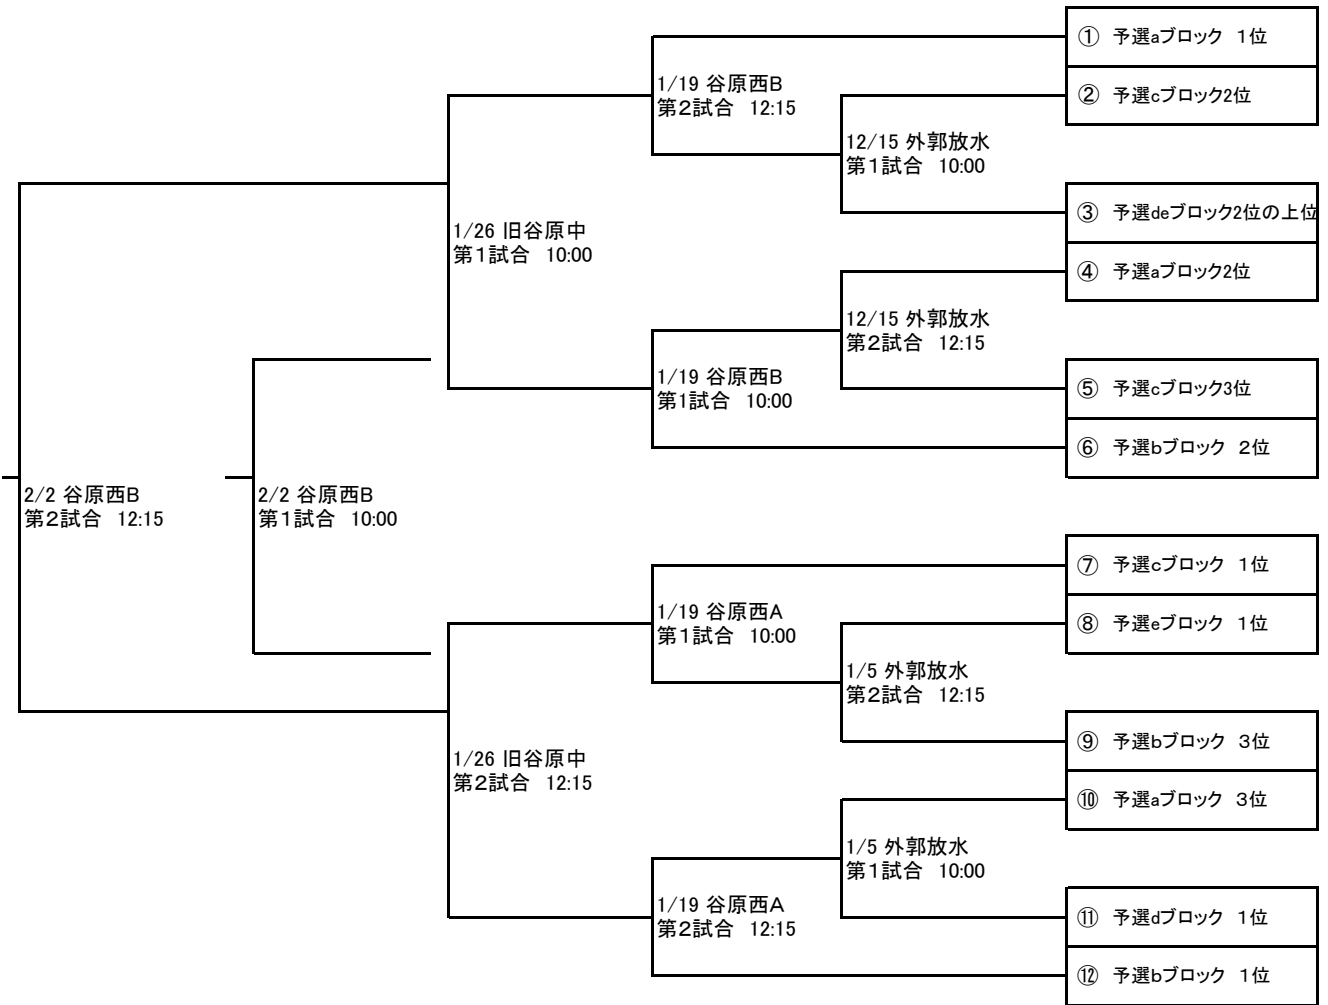 ① 予選aブロック 1位
1/19 谷原西B
第2試合 12:15
② 予選cブロック2位
12/15 外郭放水
第1試合 10:00
③ 予選deブロック2位の上位
1/26 旧谷原中
第1試合 10:00
④ 予選aブロック2位
12/15 外郭放水
第2試合 12:15
1/19 谷原西B
第1試合 10:00
⑤ 予選cブロック3位
⑥ 予選bブロック 2位
2/2 谷原西B
第2試合 12:15
2/2 谷原西B
第1試合 10:00
⑦ 予選cブロック 1位
1/19 谷原西A
第1試合 10:00
⑧ 予選eブロック 1位
1/5 外郭放水
第2試合 12:15
⑨ 予選bブロック 3位
1/26 旧谷原中
第2試合 12:15
⑩ 予選aブロック 3位
1/5 外郭放水
第1試合 10:00
1/19 谷原西A
第2試合 12:15
⑪ 予選dブロック 1位
⑫ 予選bブロック 1位